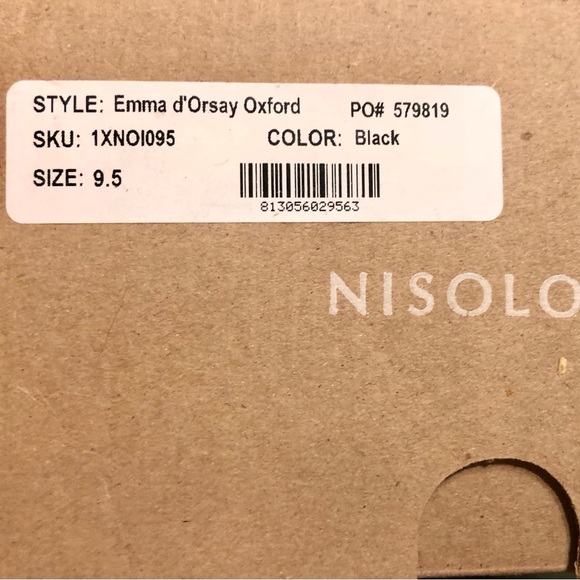 STYLE: Emma d'Orsay Oxford PO# 579819
SKU: 1XNOI095 COLOR: Black
SIZE: 9.5
813056029563
NISOLO